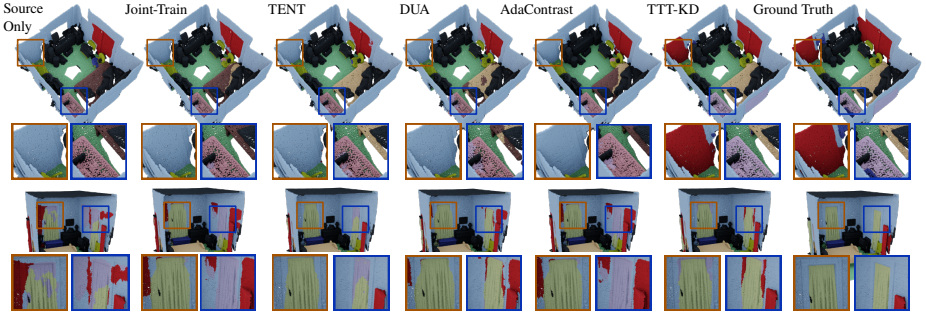 Source Only
Joint-Train
TENT
DUA
AdaContrast
TTT-KD
Ground Truth